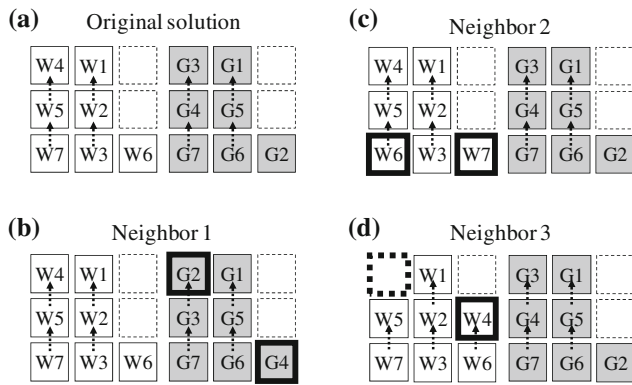 (a) Original solution
W4 W1 G3 G1
W5 W2 G4 G5
W7 W3 W6 G7 G6 G2
(c) Neighbor 2
W4 W1 G3 G1
W5 W2 G4 G5
W6 W3 W7 G7 G6 G2
(b) Neighbor 1
W4 W1 G2 G1
W5 W2 G3 G5
W7 W3 W6 G7 G6 G4
(d) Neighbor 3
W1 G3 G1
W5 W2 W4 G4 G5
W7 W3 W6 G7 G6 G2